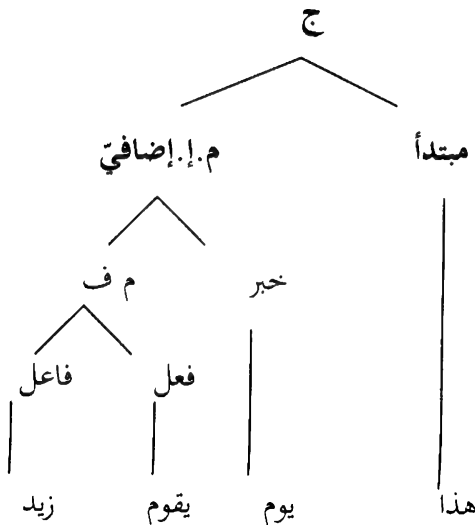 ج
مبتدأ م.إ.إضافيّ
خبر م ف
فعل فاعل
هذا يوم يقوم زيد